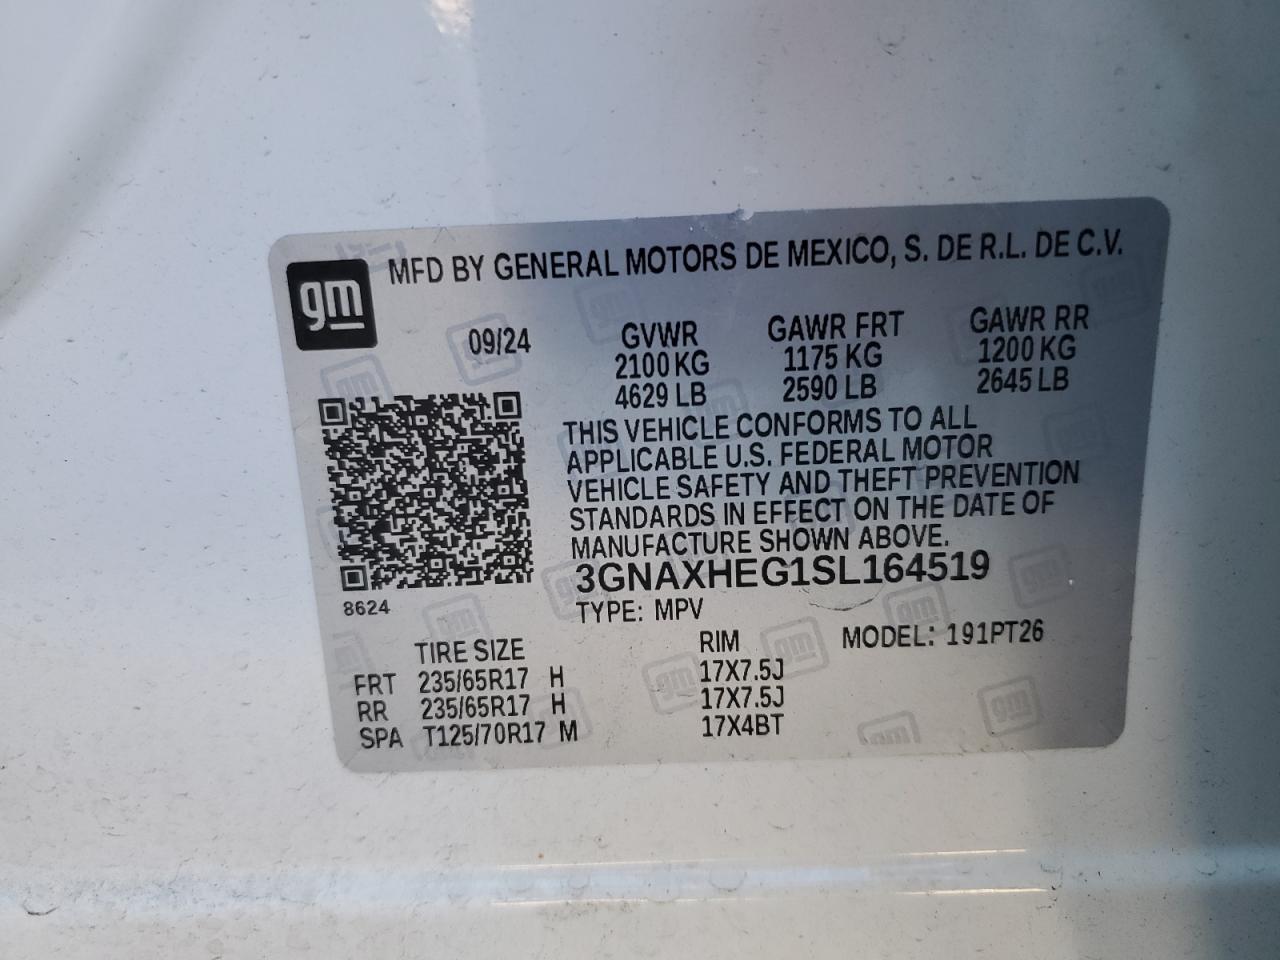 gm
MFD BY GENERAL MOTORS DE MEXICO, S. DE R.L. DE C.V.
09/24
GVWR GAWR FRT GAWR RR
2100 KG 1175 KG 1200 KG
4629 LB 2590 LB 2645 LB
THIS VEHICLE CONFORMS TO ALL
APPLICABLE U.S. FEDERAL MOTOR
VEHICLE SAFETY AND THEFT PREVENTION
STANDARDS IN EFFECT ON THE DATE OF
MANUFACTURE SHOWN ABOVE.
3GNAXHEG1SL164519
8624
TYPE: MPV
MODEL: 191PT26
TIRE SIZE RIM
FRT 235/65R17 H 17X7.5J
RR 235/65R17 H 17X7.5J
SPA T125/70R17 M 17X4BT